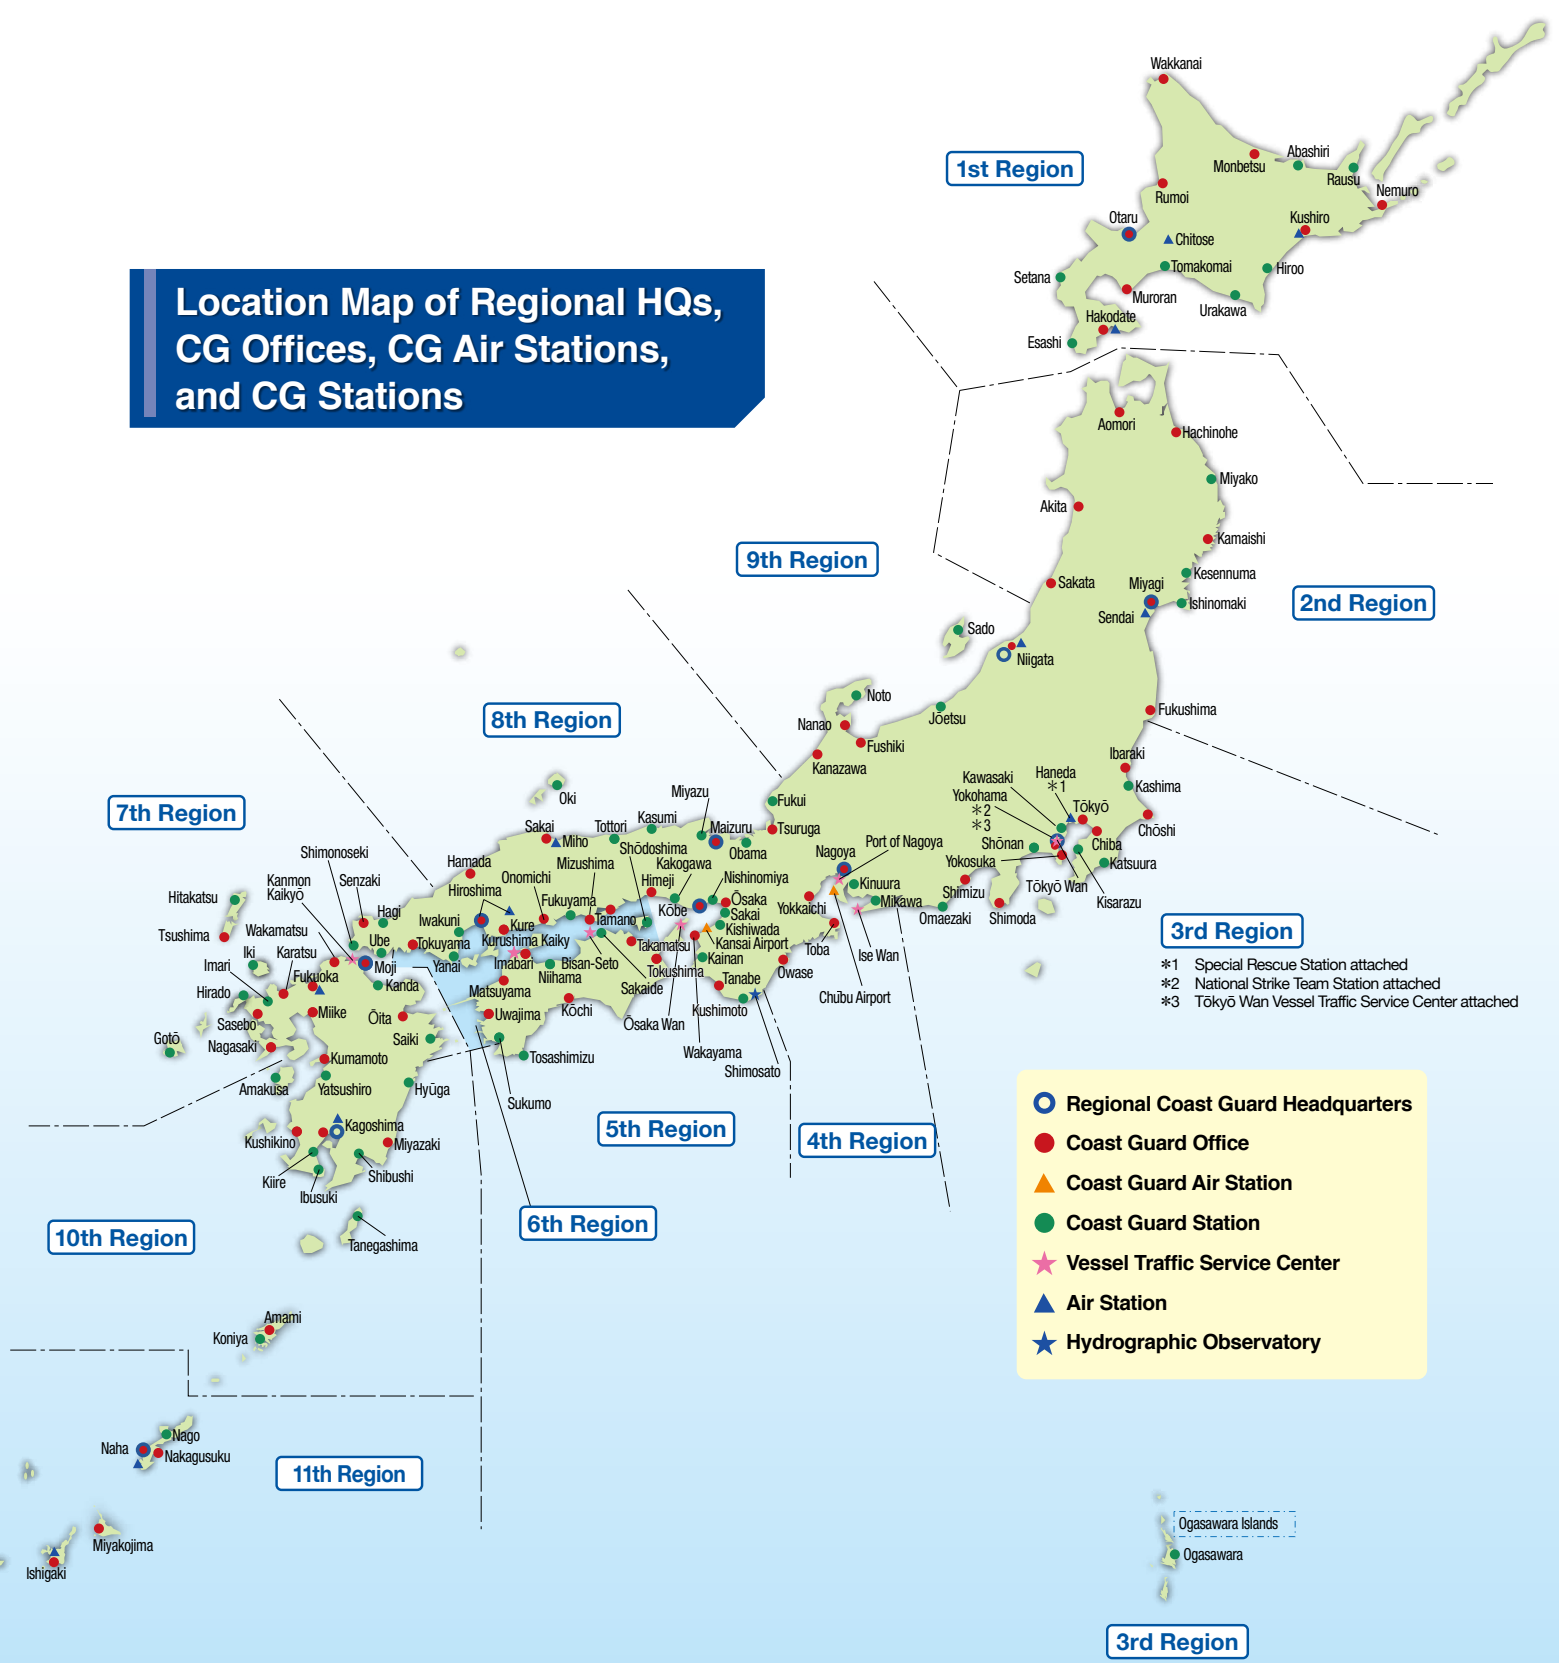 Location Map of Regional HQs,
CG Offices, CG Air Stations,
and CG Stations
1st Region
Wakkanai
Monbetsu
Abashiri
Rausu
Nemuro
Rumoi
Otaru
Chitose
Kushiro
Setana
Tomakomai
Hiroo
Muroran
Urakawa
Hakodate
Esashi
Aomori
Hachinohe
Miyako
Akita
Kamaishi
9th Region
Kesennuma
Sakata
Miyagi
Ishinomaki
2nd Region
Sendai
Sado
Niigata
Noto
Jōetsu
Fukushima
8th Region
Nanao
Fushiki
Kanazawa
Ibaraki
Kawasaki
Haneda
＊1
Kashima
Yokohama
＊2
＊3
Tōkyō
Chōshi
Chiba
Shōnan
Yokosuka
Katsuura
Tōkyō Wan
Kisarazu
7th Region
Oki
Miyazu
Fukui
Kasumi
Sakai
Miho
Tottori
Maizuru
Tsuruga
Obama
Shōdoshima
Mizushima
Kakogawa
Nagoya
Port of Nagoya
Shimonoseki
Hamada
Onomichi
Himeji
Nishinomiya
Kinuura
Shimizu
Kanmon
Kaikyō
Senzaki
Hiroshima
Fukuyama
Kōbe
Ōsaka
Yokkaichi
Mikawa
Omaezaki
Shimoda
Hitakatsu
Hagi
Iwakuni
Kure
Tamano
Sakai
Kishiwada
Kansai Airport
Toba
Ise Wan
Tsushima
Wakamatsu
Ube
Tokuyama
Kurushima Kaiky
Takamatsu
Kainan
Iki
Karatsu
Imari
Fukuoka
Moji
Yanai
Imabari
Bisan-Seto
Niihama
Tokushima
Tanabe
Owase
Chūbu Airport
Hirado
Kanda
Matsuyama
Sakaide
Kushimoto
Sasebo
Miike
Ōita
Uwajima
Kōchi
Ōsaka Wan
Gotō
Nagasaki
Saiki
Wakayama
Kumamoto
Tosashimizu
Shimosato
Amakusa
Yatsushiro
Hyūga
Sukumo
Kagoshima
Kushikino
Miyazaki
Kiire
Shibushi
Ibusuki
5th Region
4th Region
6th Region
10th Region
Tanegashima
Amami
Koniya
Nago
Naha
Nakagusuku
11th Region
Miyakojima
Ishigaki
3rd Region
＊1 Special Rescue Station attached
＊2 National Strike Team Station attached
＊3 Tōkyō Wan Vessel Traffic Service Center attached
Regional Coast Guard Headquarters
Coast Guard Office
Coast Guard Air Station
Coast Guard Station
Vessel Traffic Service Center
Air Station
Hydrographic Observatory
Ogasawara Islands
Ogasawara
3rd Region